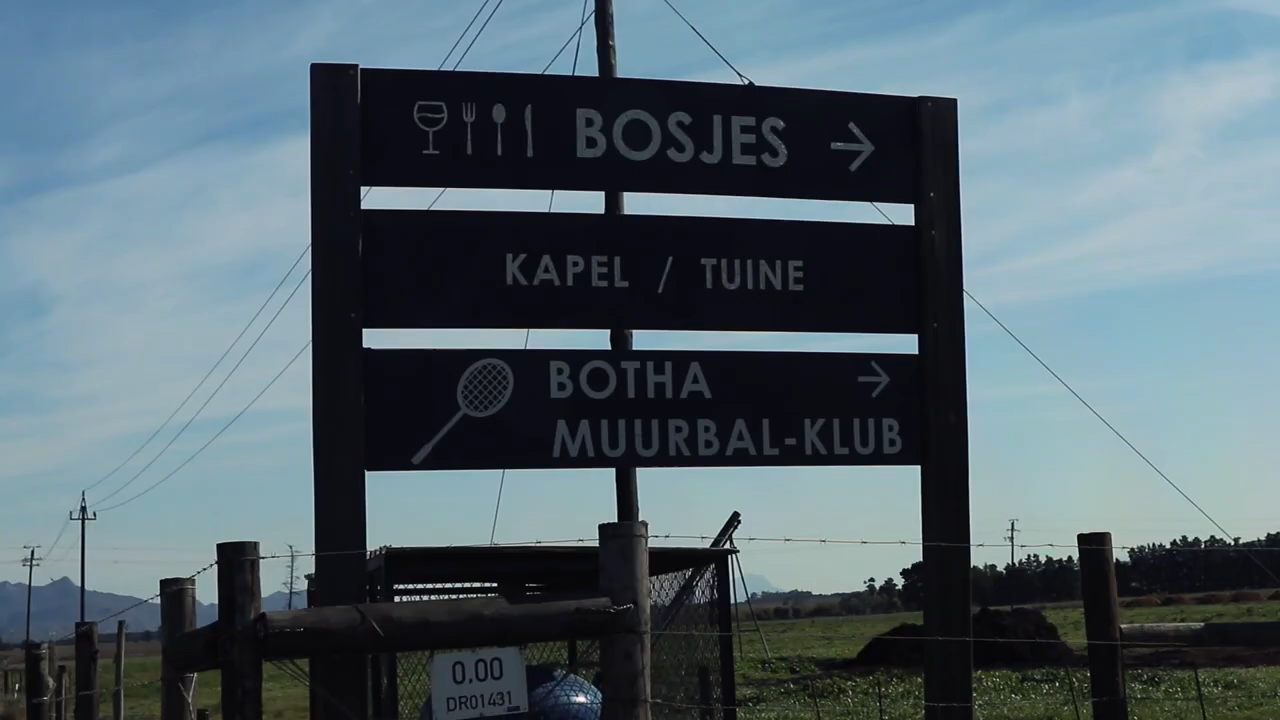 BOSJES
KAPEL / TUINE
BOTHA
MUURBAL-KLUB
0,00
DR01431